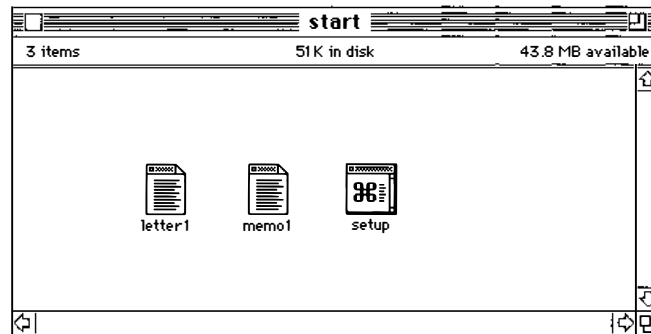 start
3 items 51K in disk 43.8 MB available
letter1 memo1 setup